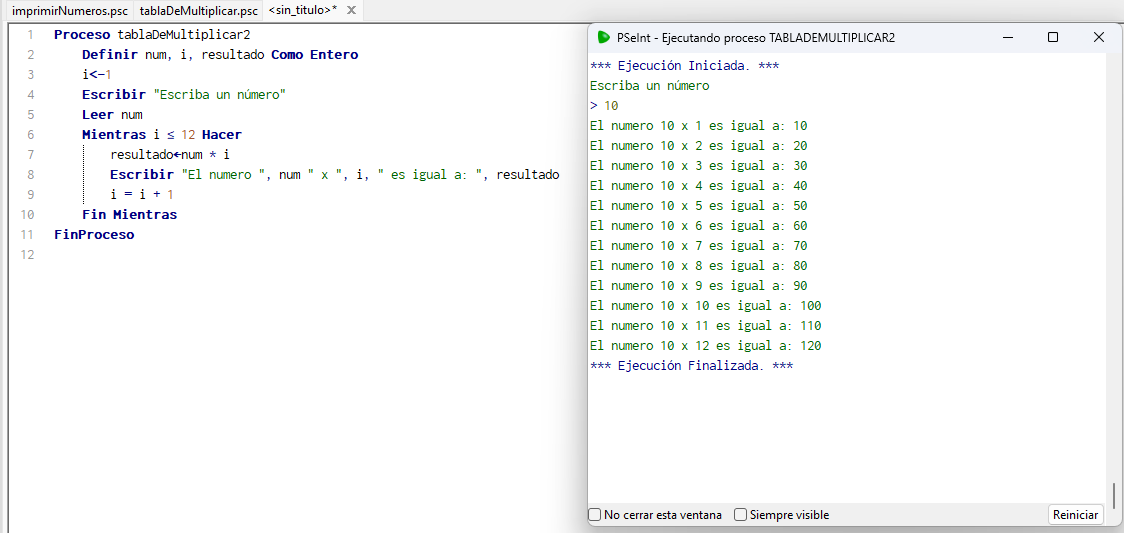 imprimirNumeros.psc tablaDeMultiplicar.psc <sin_titulo>* X
1 Proceso tablaDeMultiplicar2
2 Definir num, i, resultado Como Entero
3 i<-1
4 Escribir "Escriba un número"
5 Leer num
6 Mientras i ≤ 12 Hacer
7 resultado←num * i
8 Escribir "El numero ", num " x ", i, " es igual a: ", resultado
9 i = i + 1
10 Fin Mientras
11 FinProceso
12
PSeInt - Ejecutando proceso TABLADEMULTIPLICAR2
*** Ejecución Iniciada. ***
Escriba un número
> 10
El numero 10 x 1 es igual a: 10
El numero 10 x 2 es igual a: 20
El numero 10 x 3 es igual a: 30
El numero 10 x 4 es igual a: 40
El numero 10 x 5 es igual a: 50
El numero 10 x 6 es igual a: 60
El numero 10 x 7 es igual a: 70
El numero 10 x 8 es igual a: 80
El numero 10 x 9 es igual a: 90
El numero 10 x 10 es igual a: 100
El numero 10 x 11 es igual a: 110
El numero 10 x 12 es igual a: 120
*** Ejecución Finalizada. ***
No cerrar esta ventana Siempre visible Reiniciar